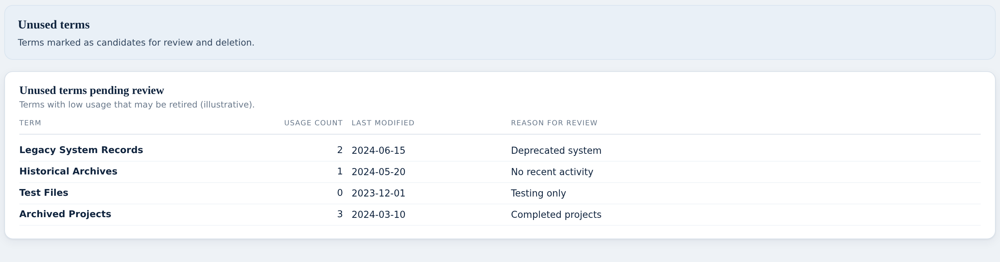 Unused terms
Terms marked as candidates for review and deletion.
Unused terms pending review
Terms with low usage that may be retired (illustrative).
TERM USAGE COUNT LAST MODIFIED REASON FOR REVIEW
Legacy System Records 2 2024-06-15 Deprecated system
Historical Archives 1 2024-05-20 No recent activity
Test Files 0 2023-12-01 Testing only
Archived Projects 3 2024-03-10 Completed projects